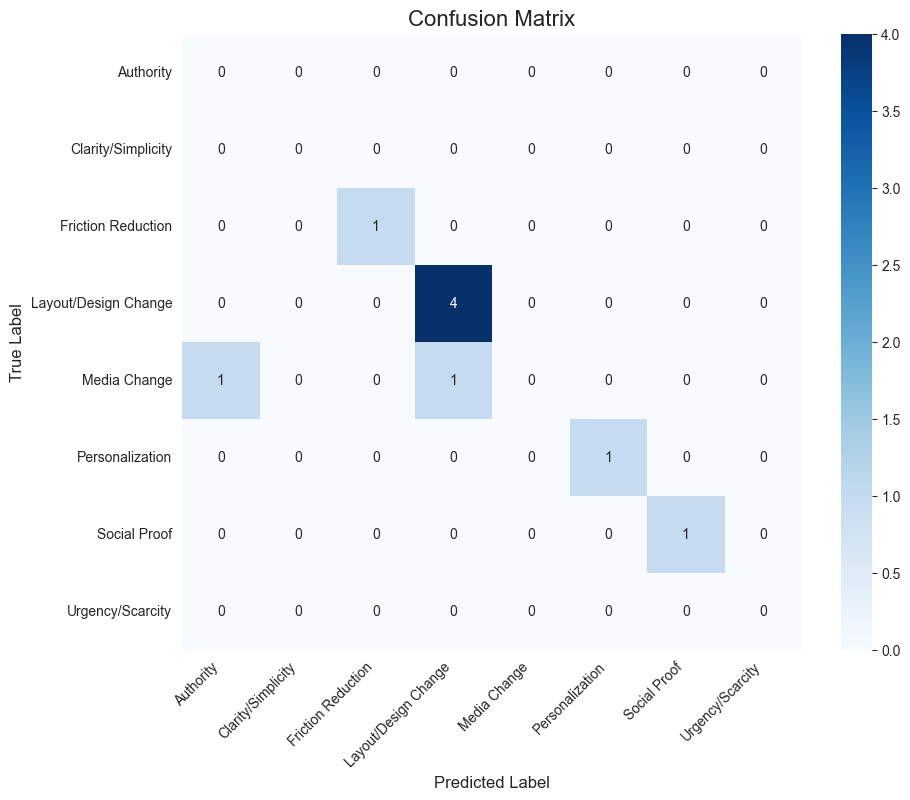 Confusion Matrix
Authority 0 0 0 0 0 0 0 0
Clarity/Simplicity 0 0 0 0 0 0 0 0
Friction Reduction 0 0 1 0 0 0 0 0
Layout/Design Change 0 0 0 4 0 0 0 0
Media Change 1 0 0 1 0 0 0 0
Personalization 0 0 0 0 0 1 0 0
Social Proof 0 0 0 0 0 0 1 0
Urgency/Scarcity 0 0 0 0 0 0 0 0
True Label
Authority
Clarity/Simplicity
Friction Reduction
Layout/Design Change
Media Change
Personalization
Social Proof
Urgency/Scarcity
Predicted Label
4.0
3.5
3.0
2.5
2.0
1.5
1.0
0.5
0.0